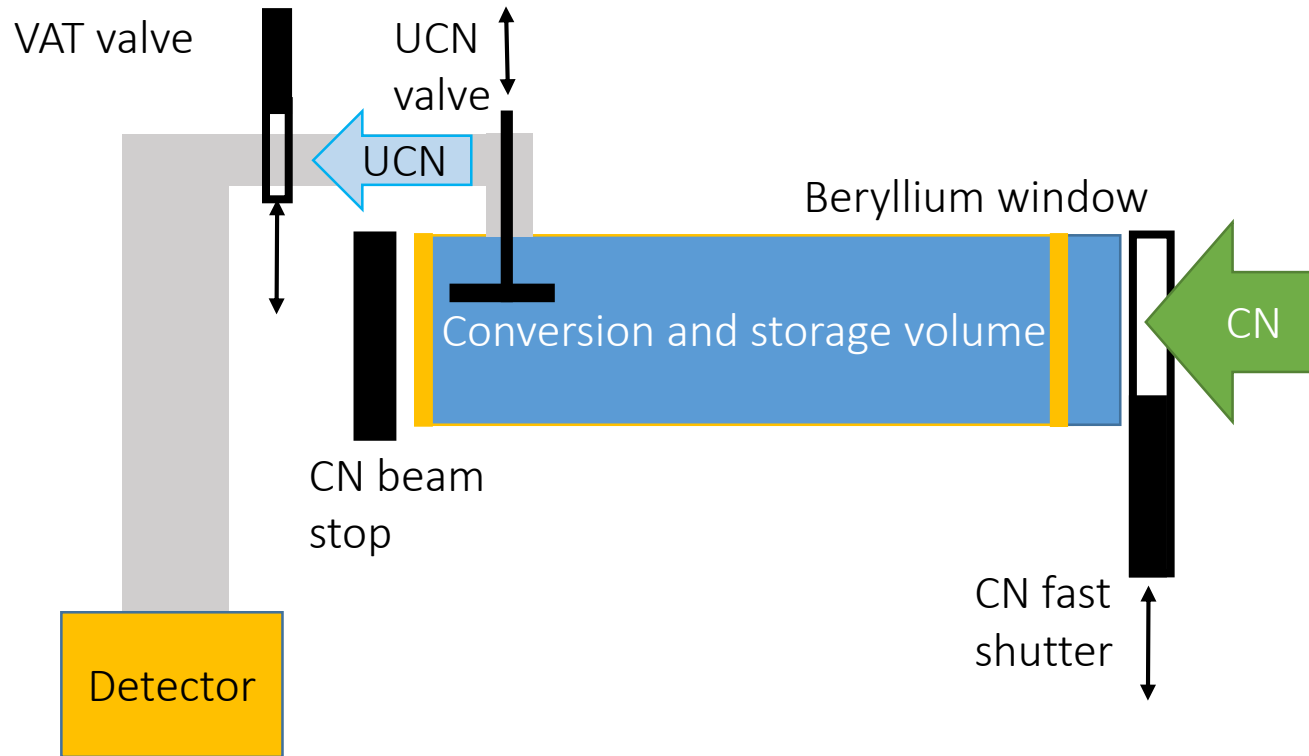 VAT valve
UCN
valve
UCN
Beryllium window
Conversion and storage volume
CN
CN beam
stop
CN fast
shutter
Detector